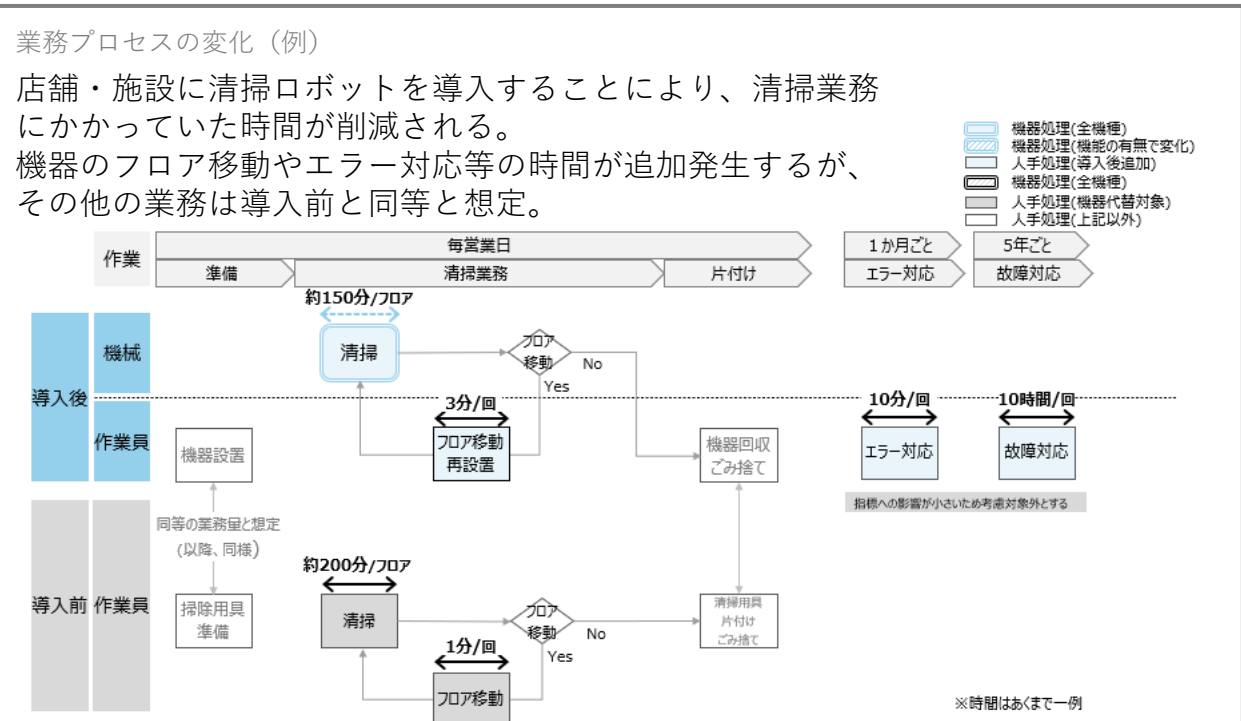 業務プロセスの変化（例）
店舗・施設に清掃ロボットを導入することにより、清掃業務
にかかっていた時間が削減される。
機器のフロア移動やエラー対応等の時間が追加発生するが、
その他の業務は導入前と同等と想定。
機器処理(全機種)
機器処理(機能の有無で変化)
人手処理(導入後追加)
機器処理(全機種)
人手処理(機器代替対象)
人手処理(上記以外)
作業
毎営業日
1か月ごと
5年ごと
準備
清掃業務
片付け
エラー対応
故障対応
約150分/フロア
導入後
機械
清掃
フロア
移動
No
Yes
作業員
3分/回
10分/回
10時間/回
機器設置
フロア移動
再設置
機器回収
ごみ捨て
エラー対応
故障対応
指標への影響が小さいため考慮対象外とする
同等の業務量と想定
(以降、同様)
約200分/フロア
導入前
作業員
掃除用具
準備
清掃
フロア
移動
No
Yes
清掃用具
片付け
ごみ捨て
1分/回
フロア移動
※時間はあくまで一例